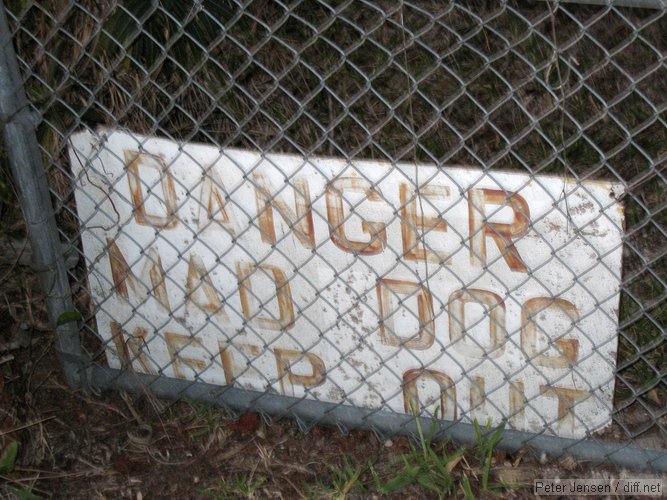 DANGER
MAD DOG
KEEP OUT
Peter Jensen / diff.net